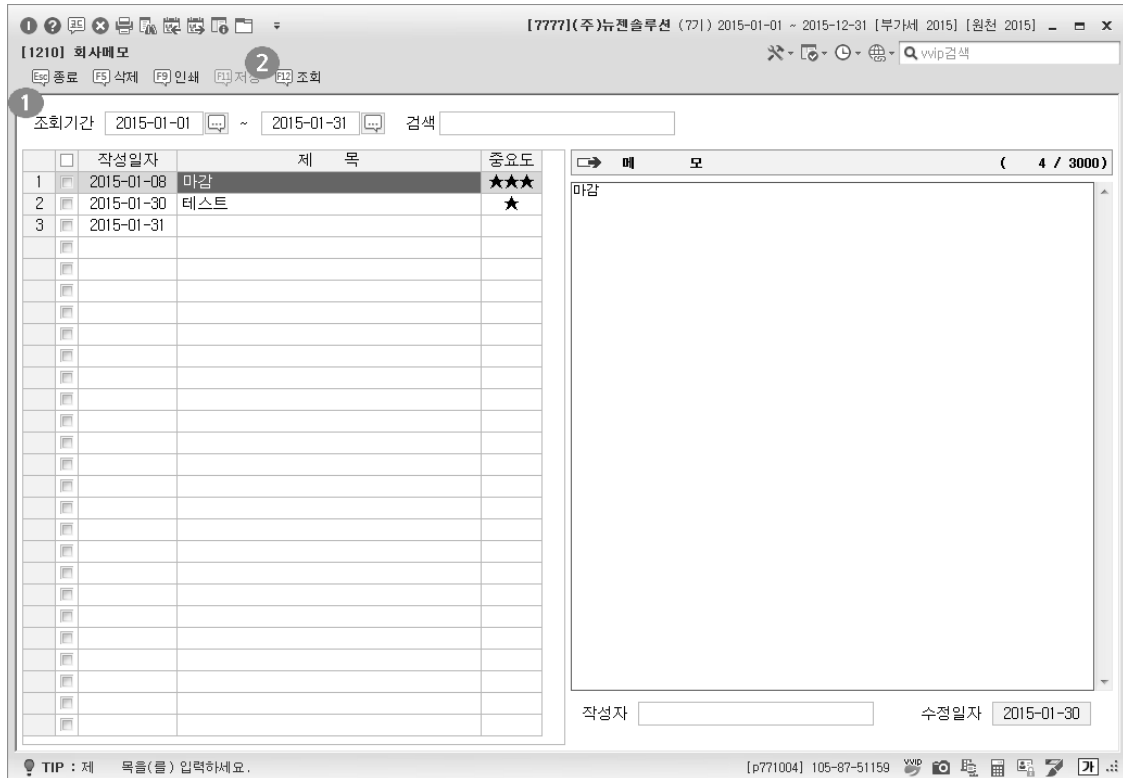 [7777](주)뉴젠솔루션 (7기) 2015-01-01 ~ 2015-12-31 [부가세 2015] [원천 2015]
[1210] 회사메모
vvip검색
Esc 종료 F5 삭제 F9 인쇄 F11 저장 2 F12 조회
1
조회기간 2015-01-01 ~ 2015-01-31 검색
작성일자 제 목 중요도
메 모 ( 4 / 3000)
1 2015-01-08 마감 ★★★
마감
2 2015-01-30 테스트 ★
3 2015-01-31
작성자 수정일자 2015-01-30
TIP : 제 목을(를) 입력하세요.
[p771004] 105-87-51159 VVIP 가